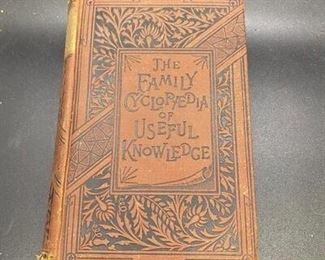 THE
FAMILY
CYCLOPÆDIA
OF
USEFUL
KNOWLEDGE